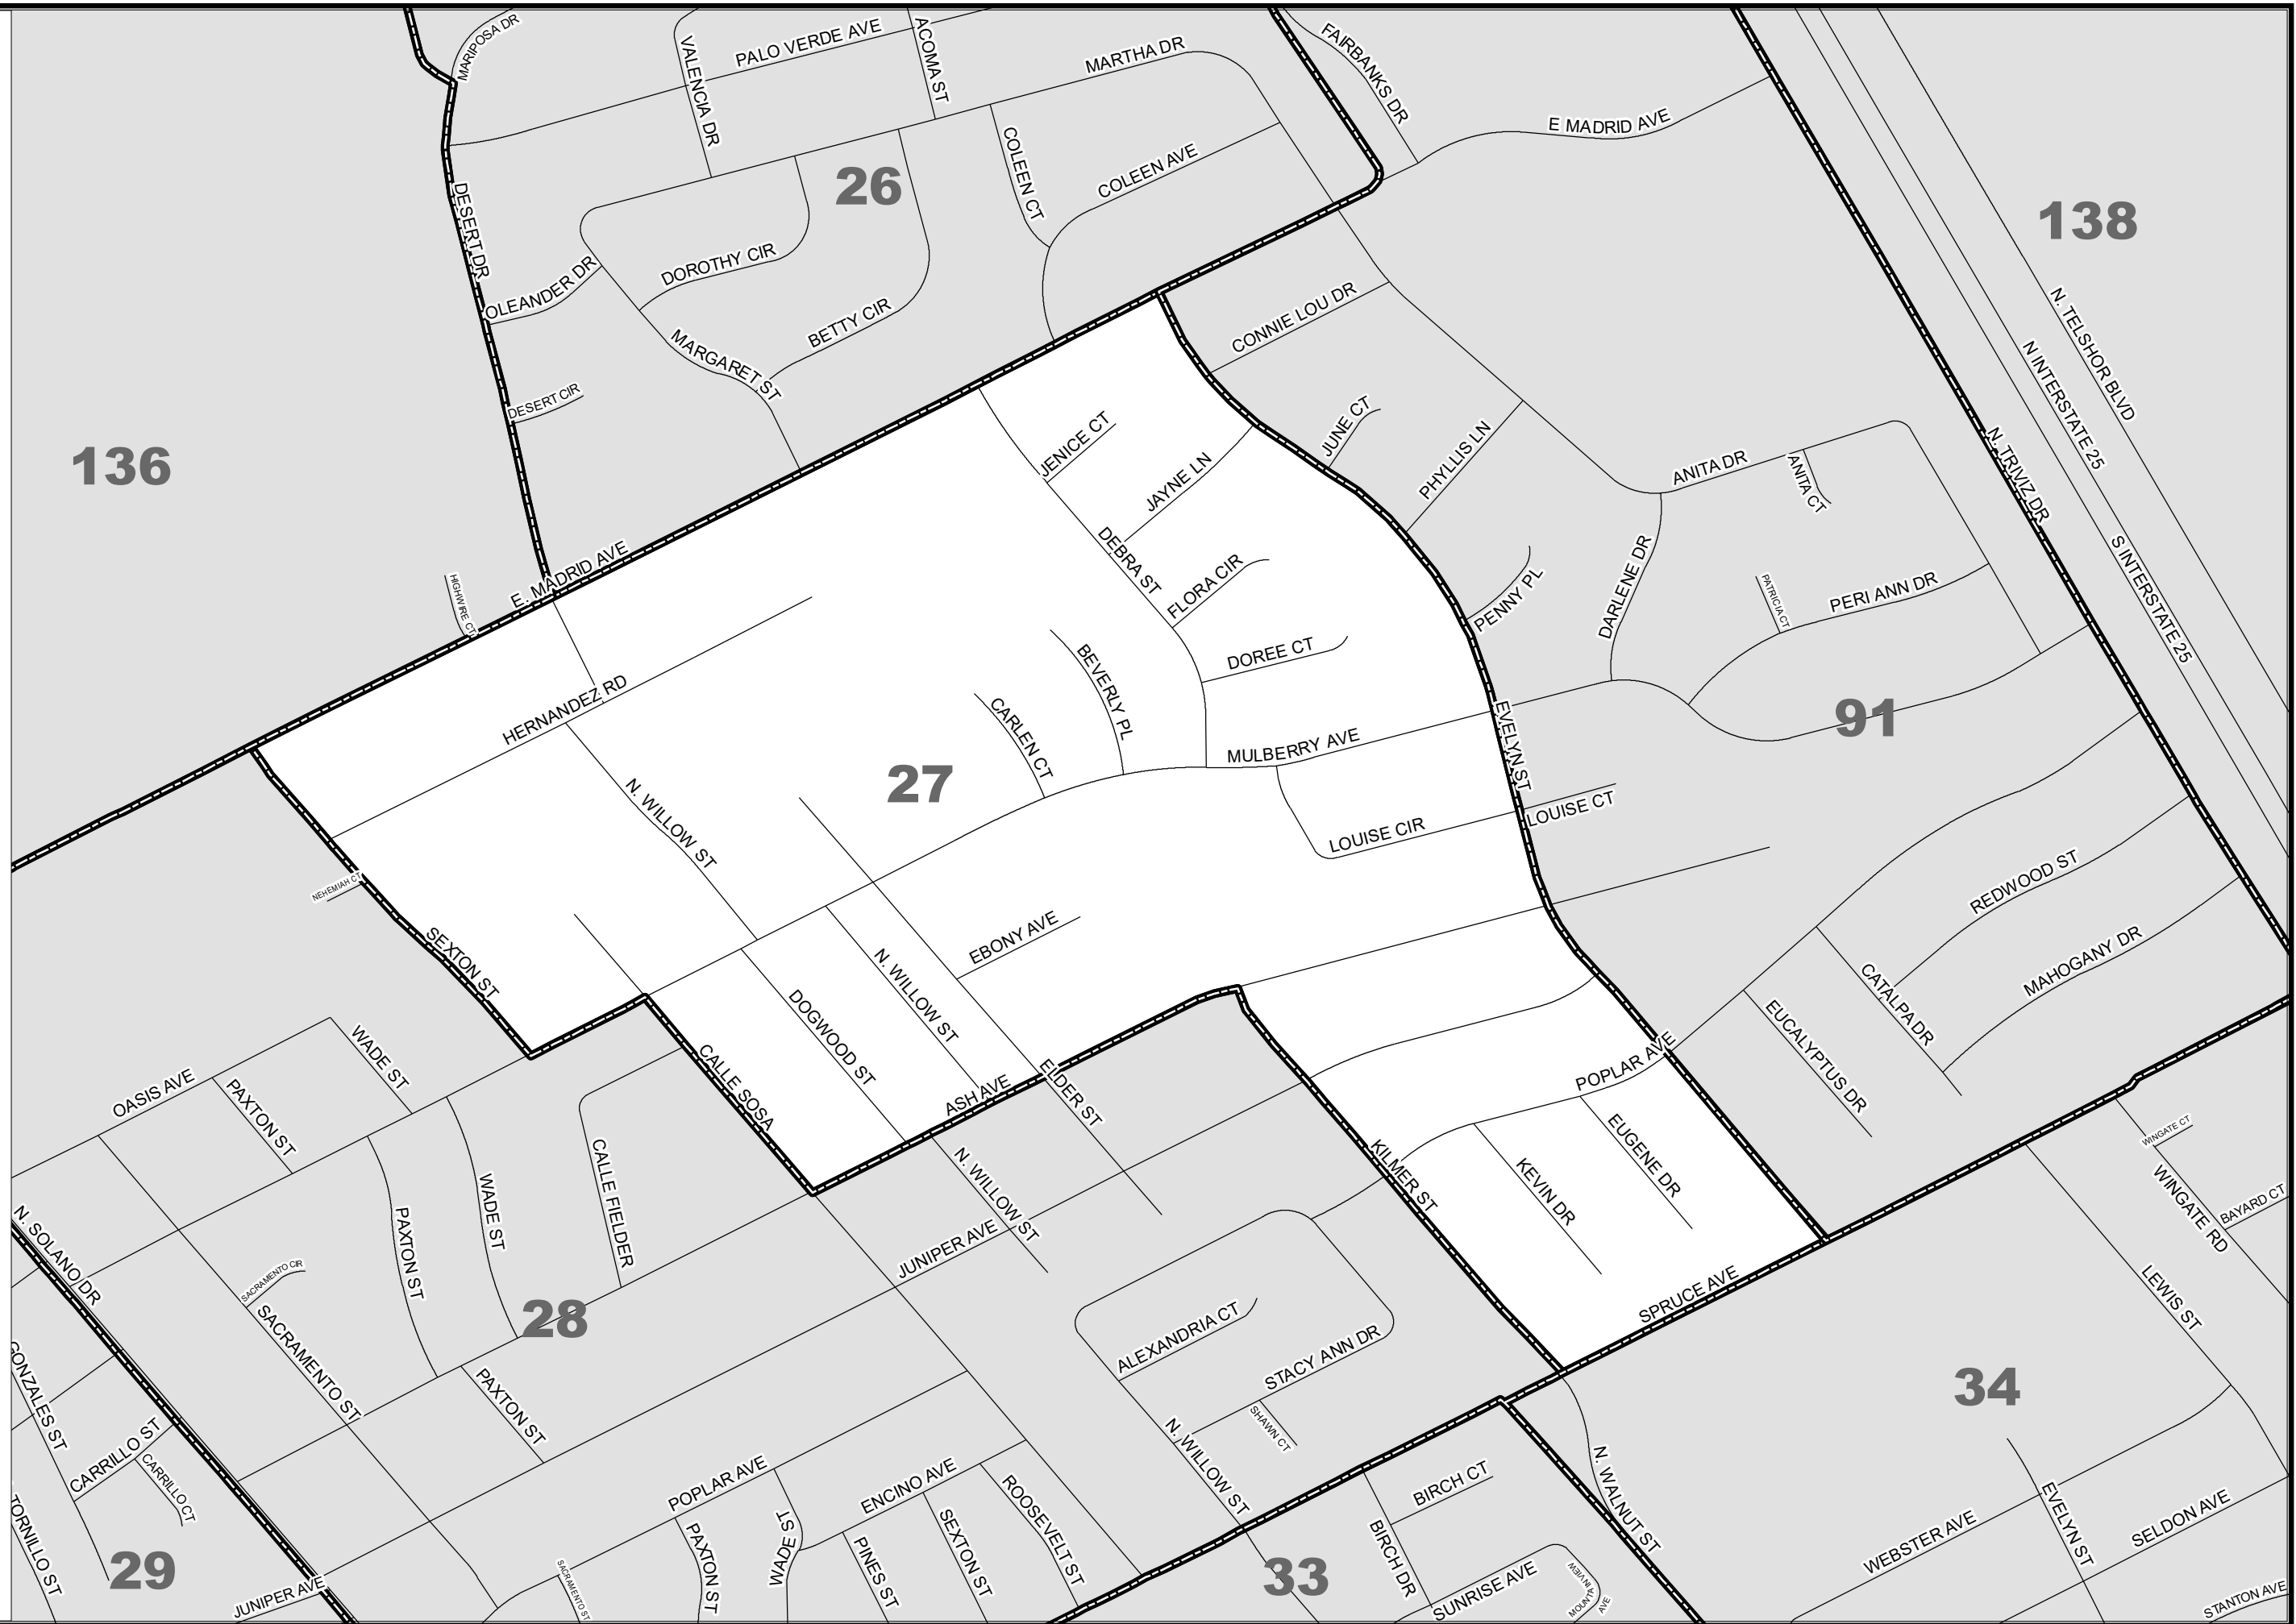 MARIPOSA DR
VALENCIA DR
PALO VERDE AVE
ACOMA ST
MARTHA DR
FAIRBANKS DR
E MADRID AVE
138
26
COLEEN CT
COLEEN AVE
DESERT DR
OLEANDER DR
DOROTHY CIR
BETTY CIR
MARGARET ST
DESERT CIR
CONNIE LOU DR
N. TELSHOR BLVD
N INTERSTATE 25
136
JENICE CT
JAYNE LN
JUNE CT
PHYLLIS LN
ANITA DR
ANITA CT
N. TRIVIZ DR
S INTERSTATE 25
E. MADRID AVE
HIGHWIRE CT
DEBRA ST
FLORA CIR
PENNY PL
DARLENE DR
PATRICIA CT
PERI ANN DR
DOREE CT
BEVERLY PL
CARLEN CT
HERNANDEZ RD
MULBERRY AVE
EVELYN ST
91
27
N. WILLOW ST
LOUISE CIR
LOUISE CT
NEHEMIAH CT
REDWOOD ST
SEXTON ST
EBONY AVE
N. WILLOW ST
DOGWOOD ST
MAHOGANY DR
CATALPA DR
EUCALYPTUS DR
OASIS AVE
PAXTON ST
WADE ST
CALLE SOSA
ASH AVE
ELDER ST
POPLAR AVE
EUGENE DR
KEVIN DR
KILMER ST
WINGATE CT
WINGATE RD
BAYARD CT
CALLE FIELDER
WADE ST
PAXTON ST
N. WILLOW ST
JUNIPER AVE
N. SOLANO DR
SACRAMENTO CIR
SACRAMENTO ST
28
SPRUCE AVE
LEWIS ST
ALEXANDRIA CT
STACY ANN DR
SHAWN CT
34
GONZALES ST
CARRILLO ST
CARRILLO CT
PAXTON ST
N. WILLOW ST
N. WALNUT ST
BIRCH CT
BIRCH DR
POPLAR AVE
ENCINO AVE
ROOSEVELT ST
SEXTON ST
PINES ST
WADE ST
PAXTON ST
SACRAMENTO ST
TORNILLO ST
29
JUNIPER AVE
33
SUNRISE AVE
MOUNTAIN VIEW
AVE
WEBSTER AVE
EVELYN ST
SELDON AVE
STANTON AVE